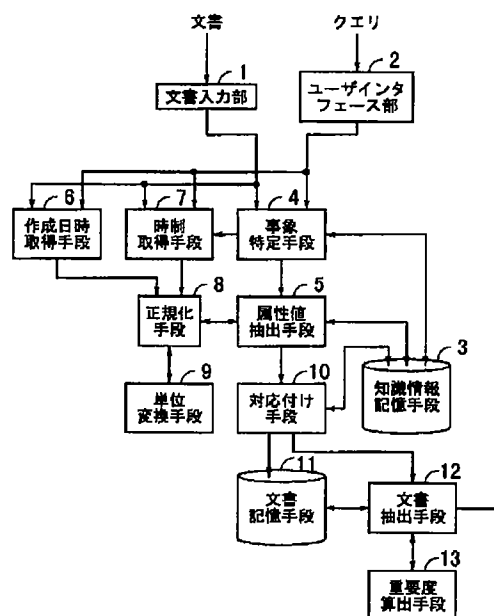 文書
クエリ
1
文書入力部
2
ユーザインタ
フェース部
6
作成日時
取得手段
7
時制
取得手段
4
事象
特定手段
8
正規化
手段
5
属性値
抽出手段
3
知識情報
記憶手段
9
単位
変換手段
10
対応付け
手段
11
文書
記憶手段
12
文書
抽出手段
13
重要度
算出手段